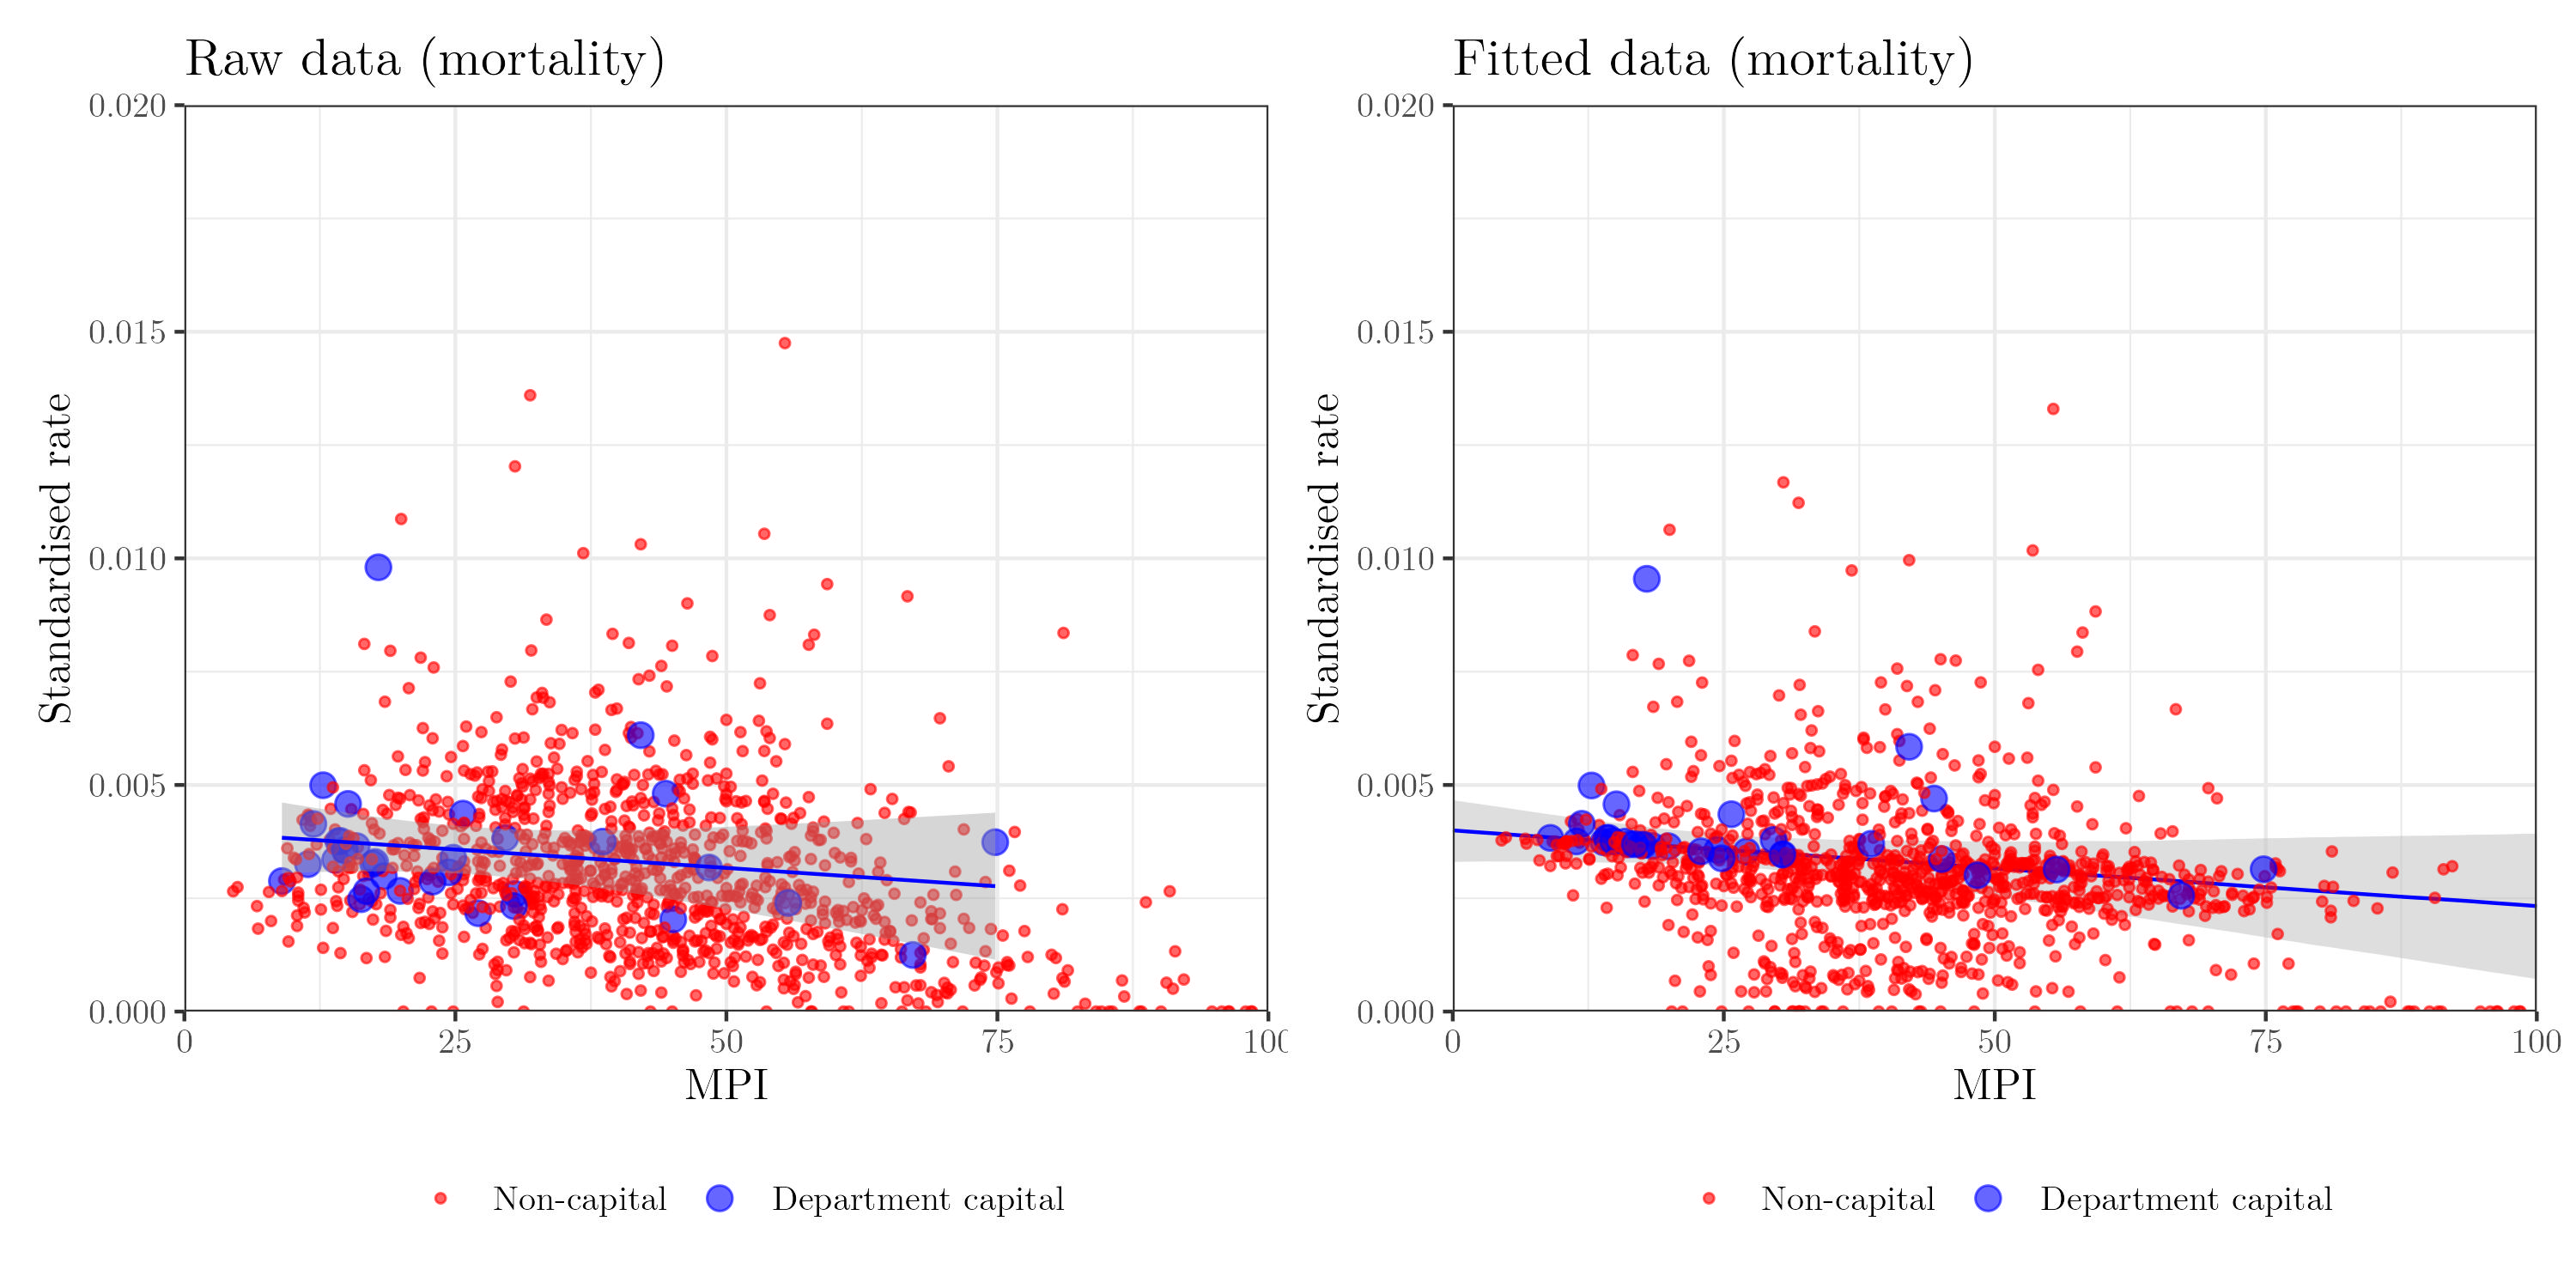 Raw data (mortality)
Fitted data (mortality)
0.020
0.015
0.010
0.005
0.000
Standardised rate
0
25
50
75
100
MPI
0.020
0.015
0.010
0.005
0.000
Standardised rate
0
25
50
75
100
MPI
Non-capital Department capital
Non-capital Department capital